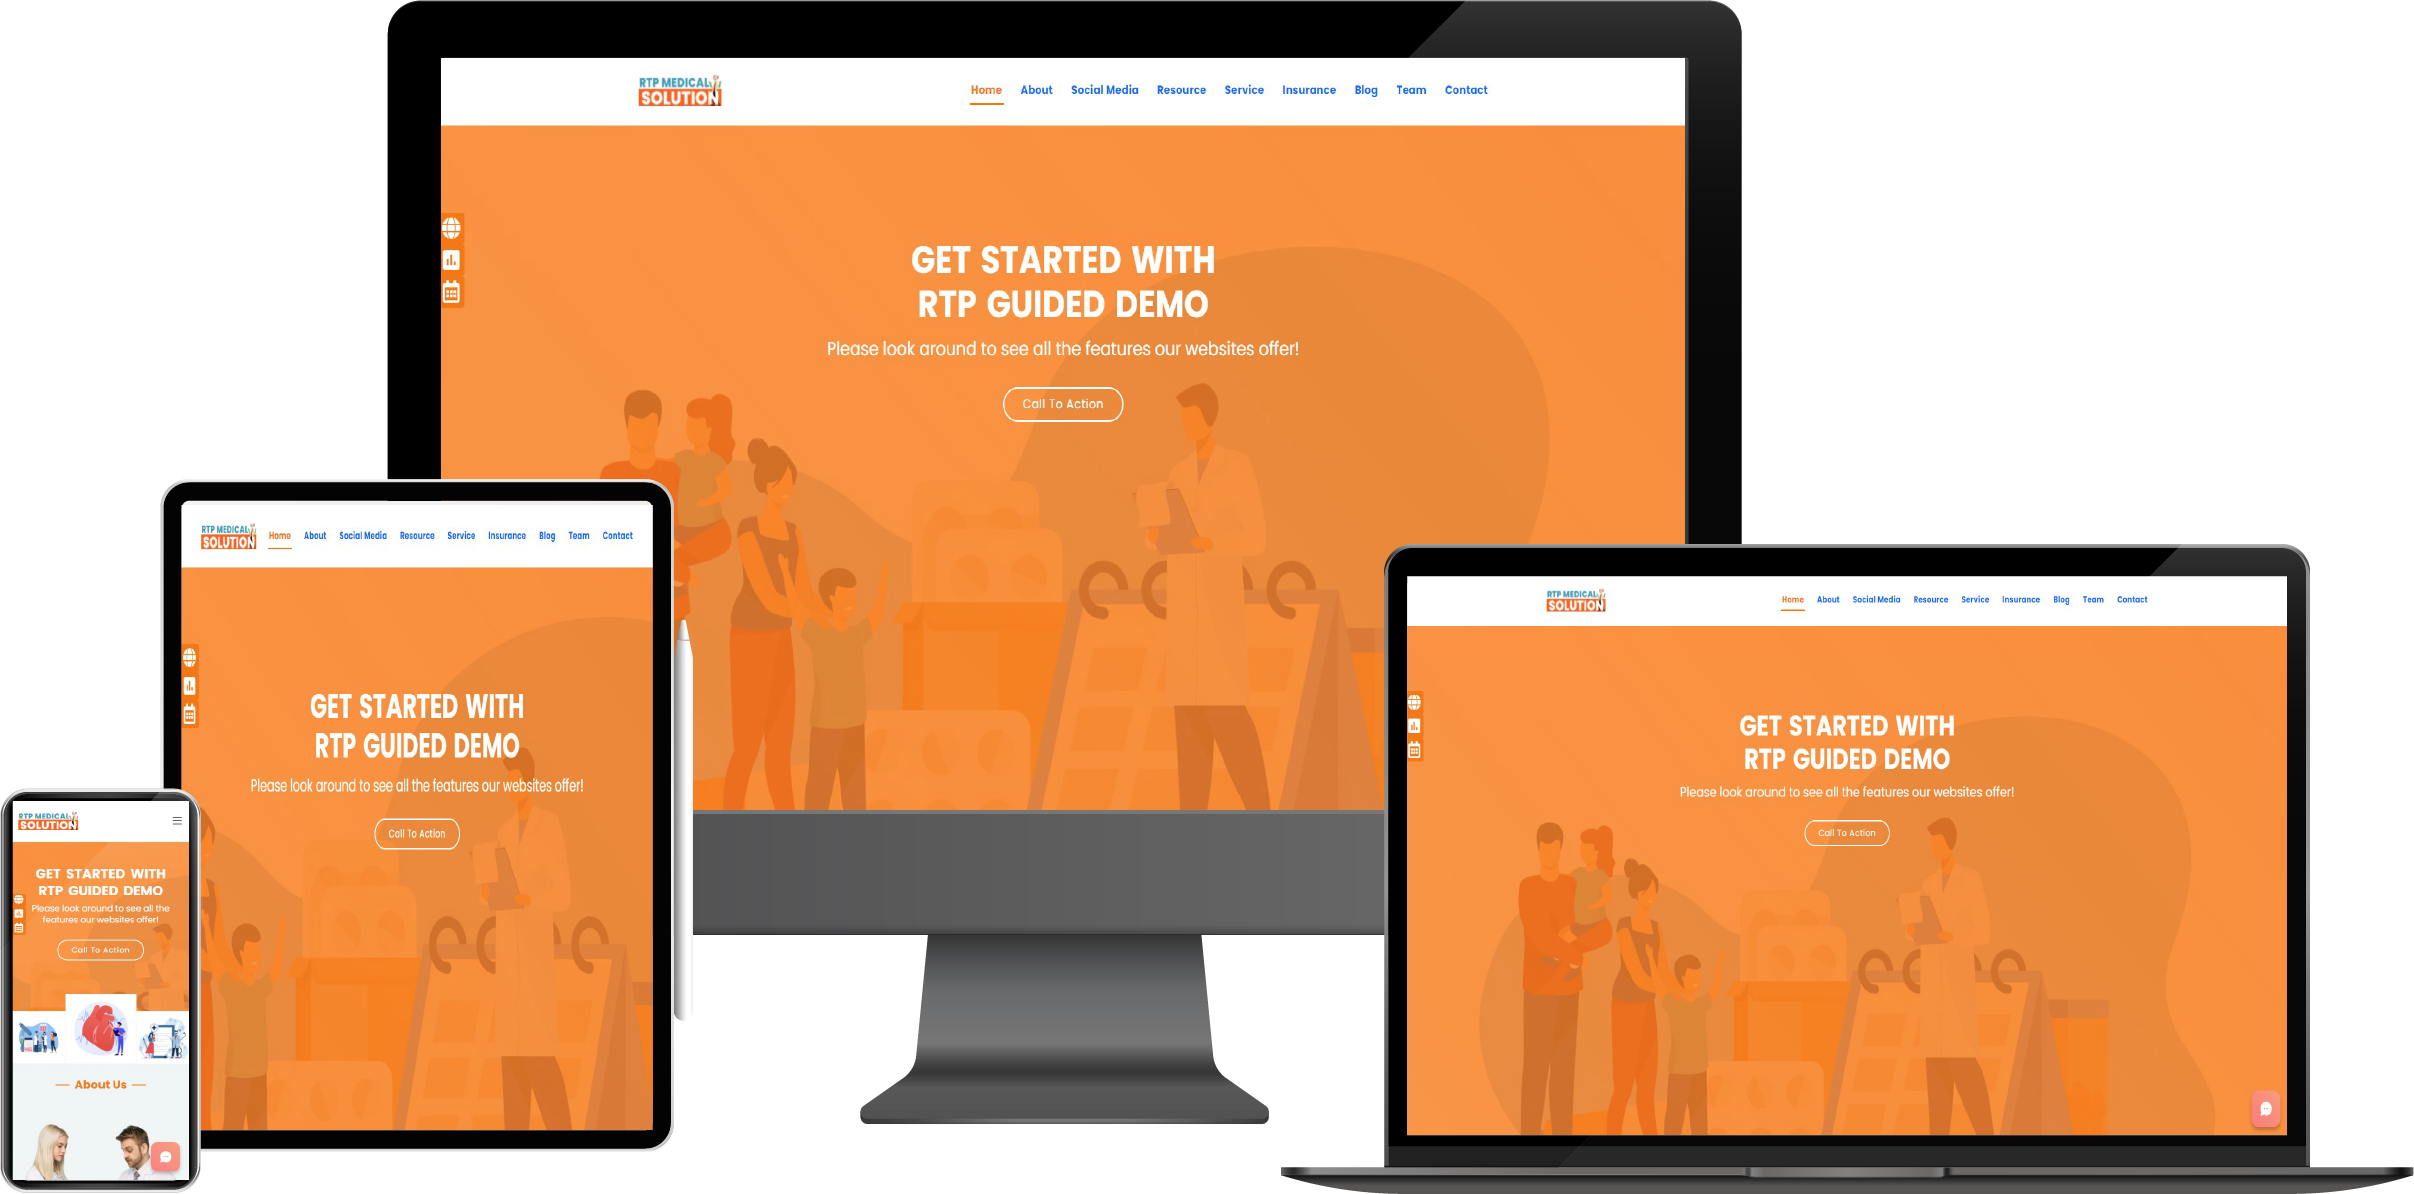 RTP MEDICAL
SOLUTION
Home About Social Media Resource Service Insurance Blog Team Contact
GET STARTED WITH
RTP GUIDED DEMO
Please look around to see all the features our websites offer!
Call To Action
RTP MEDICAL
SOLUTION
Home About Social Media Resource Service Insurance Blog Team Contact
GET STARTED WITH
RTP GUIDED DEMO
Please look around to see all the features our websites offer!
Call To Action
RTP MEDICAL
SOLUTION
Home About Social Media Resource Service Insurance Blog Team Contact
GET STARTED WITH
RTP GUIDED DEMO
Please look around to see all the features our websites offer!
Call To Action
RTP MEDICAL
SOLUTION
GET STARTED WITH
RTP GUIDED DEMO
Please look around to see all the
features our websites offer!
Call To Action
About Us